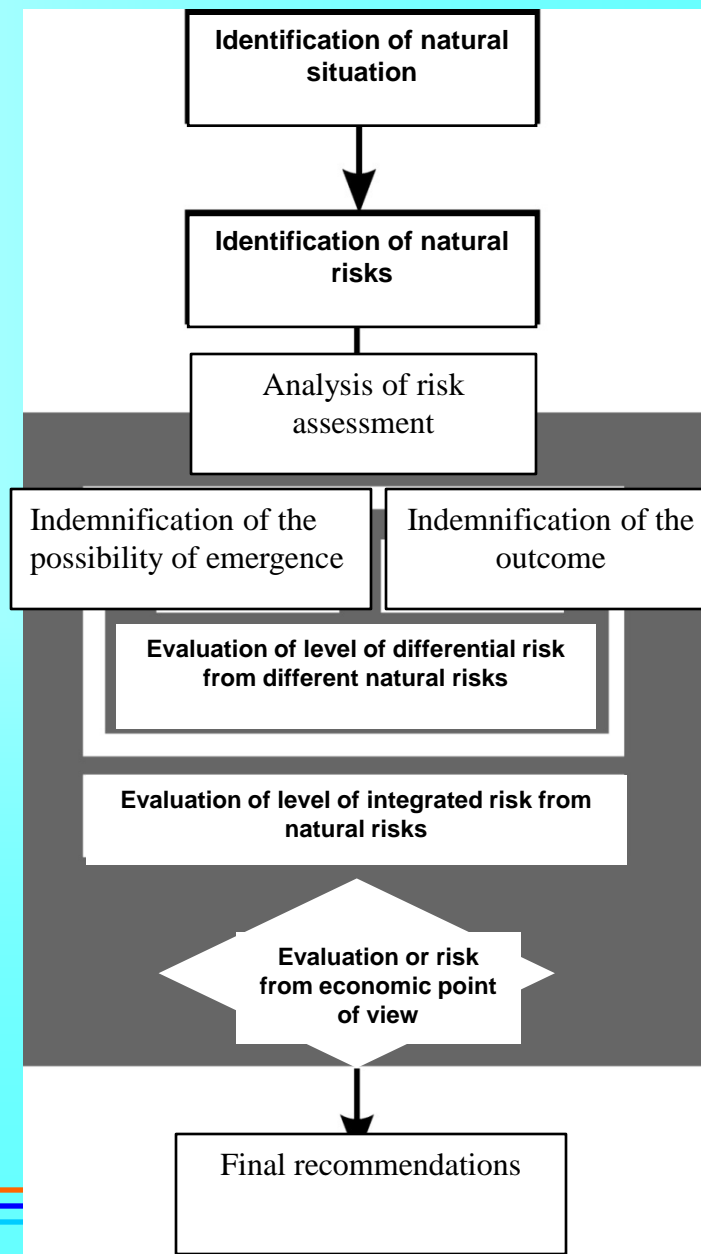 Identification of natural
situation
Identification of natural
risks
Analysis of risk
assessment
Indemnification of the
possibility of emergence
Indemnification of the
outcome
Evaluation of level of differential risk
from different natural risks
Evaluation of level of integrated risk from
natural risks
Evaluation or risk
from economic point
of view
Final recommendations